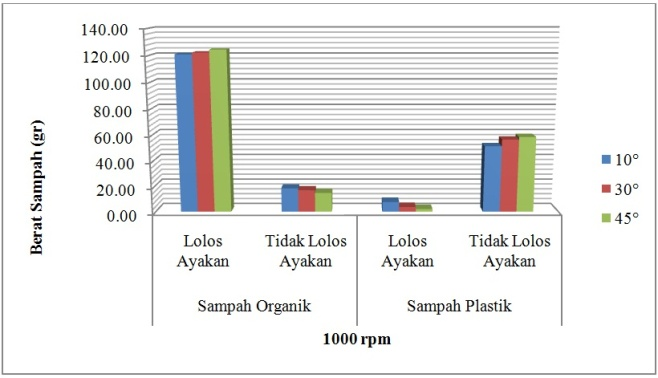 140.00
120.00
100.00
80.00
60.00
40.00
20.00
0.00
Berat Sampah (gr)
Lolos
Ayakan
Tidak Lolos
Ayakan
Lolos
Ayakan
Tidak Lolos
Ayakan
Sampah Organik
Sampah Plastik
1000 rpm
10°
30°
45°